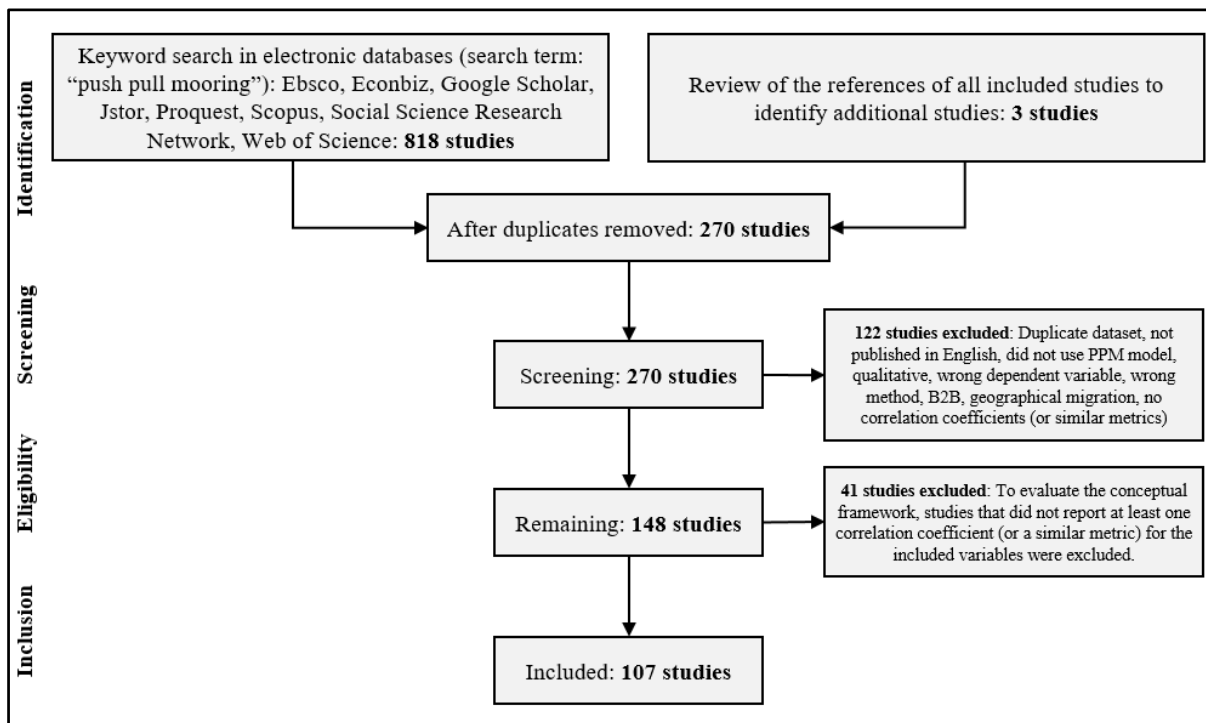 Identification
Keyword search in electronic databases (search term:
“push pull mooring”): Ebsco, Econbiz, Google Scholar,
Jstor, Proquest, Scopus, Social Science Research
Network, Web of Science: 818 studies
Review of the references of all included studies to
identify additional studies: 3 studies
After duplicates removed: 270 studies
Screening
Screening: 270 studies
122 studies excluded: Duplicate dataset, not
published in English, did not use PPM model,
qualitative, wrong dependent variable, wrong
method, B2B, geographical migration, no
correlation coefficients (or similar metrics)
Eligibility
Remaining: 148 studies
41 studies excluded: To evaluate the conceptual
framework, studies that did not report at least one
correlation coefficient (or a similar metric) for the
included variables were excluded.
Inclusion
Included: 107 studies